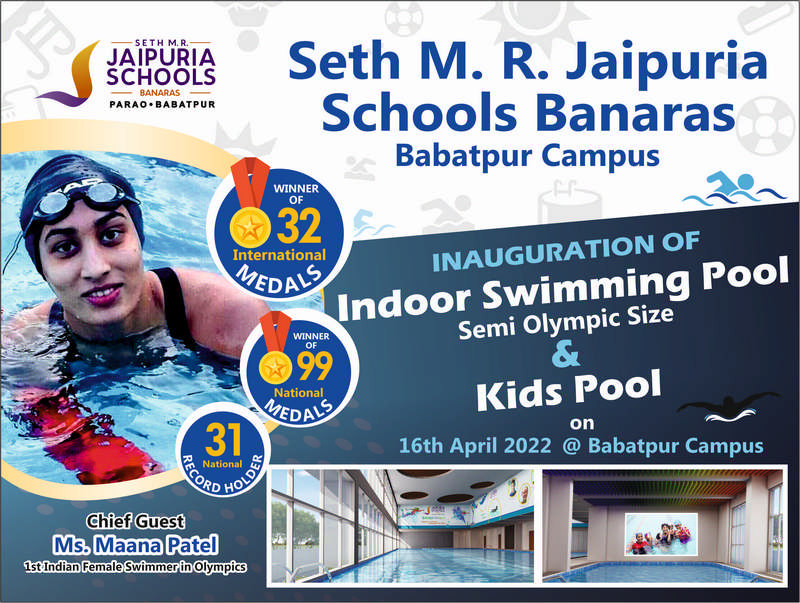 SETH M.R.
JAIPURIA
SCHOOLS
BANARAS
PARAO • BABATPUR
Seth M. R. Jaipuria
Schools Banaras
Babatpur Campus
WINNER
OF
32
International
MEDALS
WINNER
OF
99
National
MEDALS
31
National
RECORD HOLDER
Chief Guest
Ms. Maana Patel
1st Indian Female Swimmer in Olympics
INAUGURATION OF
Indoor Swimming Pool
Semi Olympic Size
&
Kids Pool
on
16th April 2022 @ Babatpur Campus